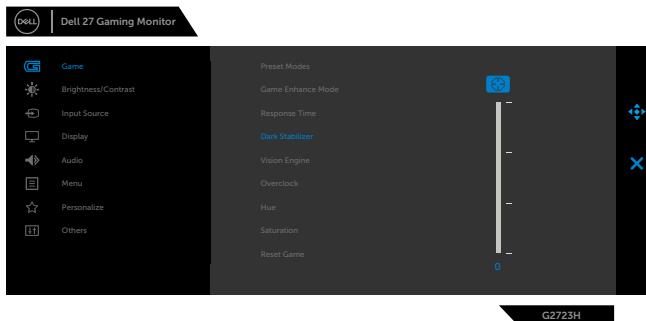 DELL Dell 27 Gaming Monitor
Game Preset Modes
Brightness/Contrast Game Enhance Mode
Input Source Response Time
Display Dark Stabilizer
Audio Vision Engine
Menu Overclock
Personalize Hue
Others Saturation
Reset Game
0
G2723H